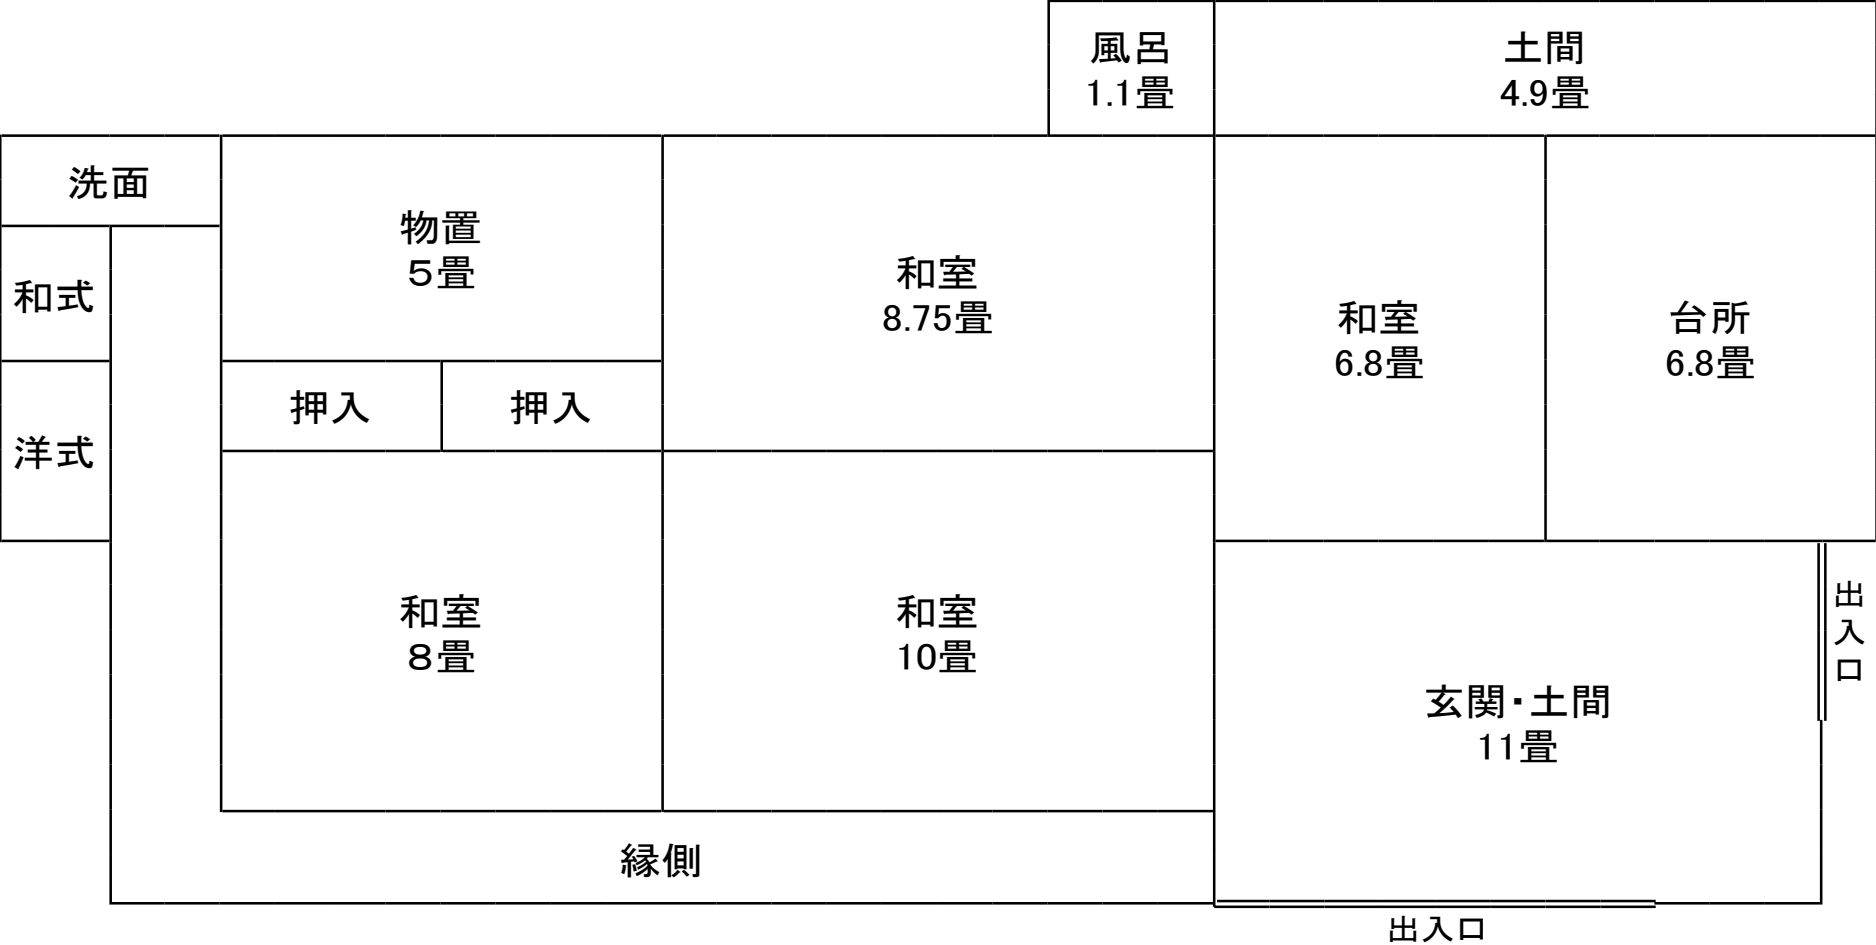 風呂
1.1畳
土間
4.9畳
洗面
物置
５畳
和室
8.75畳
和式
和室
6.8畳
台所
6.8畳
押入
押入
洋式
和室
８畳
和室
10畳
出入口
玄関・土間
11畳
縁側
出入口